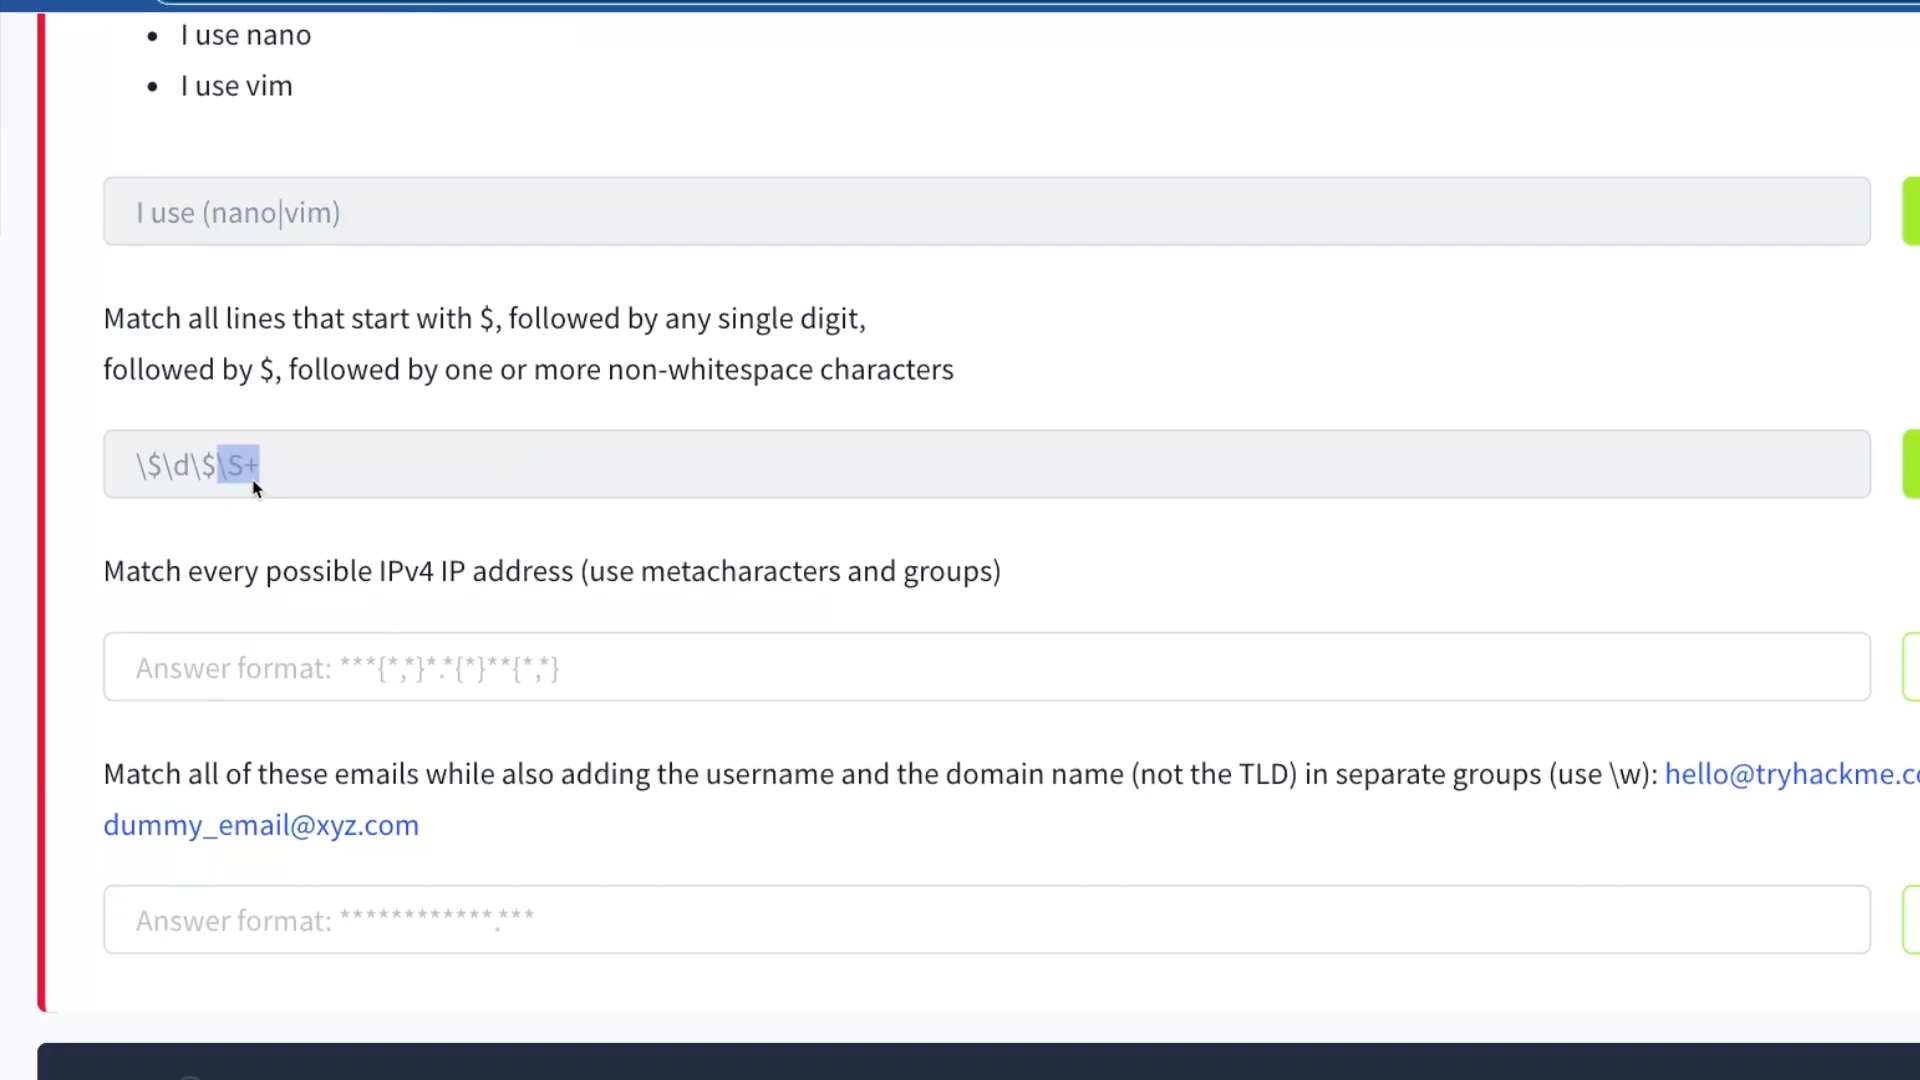 I use nano
I use vim
I use (nano|vim)
Match all lines that start with $, followed by any single digit,
followed by $, followed by one or more non-whitespace characters
\$\d\$\S+
Match every possible IPv4 IP address (use metacharacters and groups)
Answer format: ***{*,*}*.*{*}**{*,*}
Match all of these emails while also adding the username and the domain name (not the TLD) in separate groups (use \w): hello@tryhackme.c
dummy_email@xyz.com
Answer format: ************.***